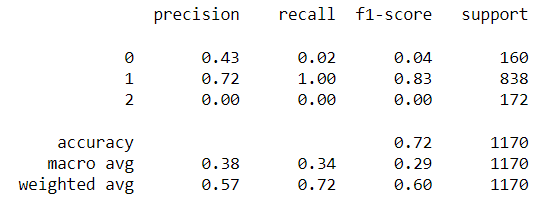 precision recall f1-score support
0 0.43 0.02 0.04 160
1 0.72 1.00 0.83 838
2 0.00 0.00 0.00 172
accuracy 0.72 1170
macro avg 0.38 0.34 0.29 1170
weighted avg 0.57 0.72 0.60 1170